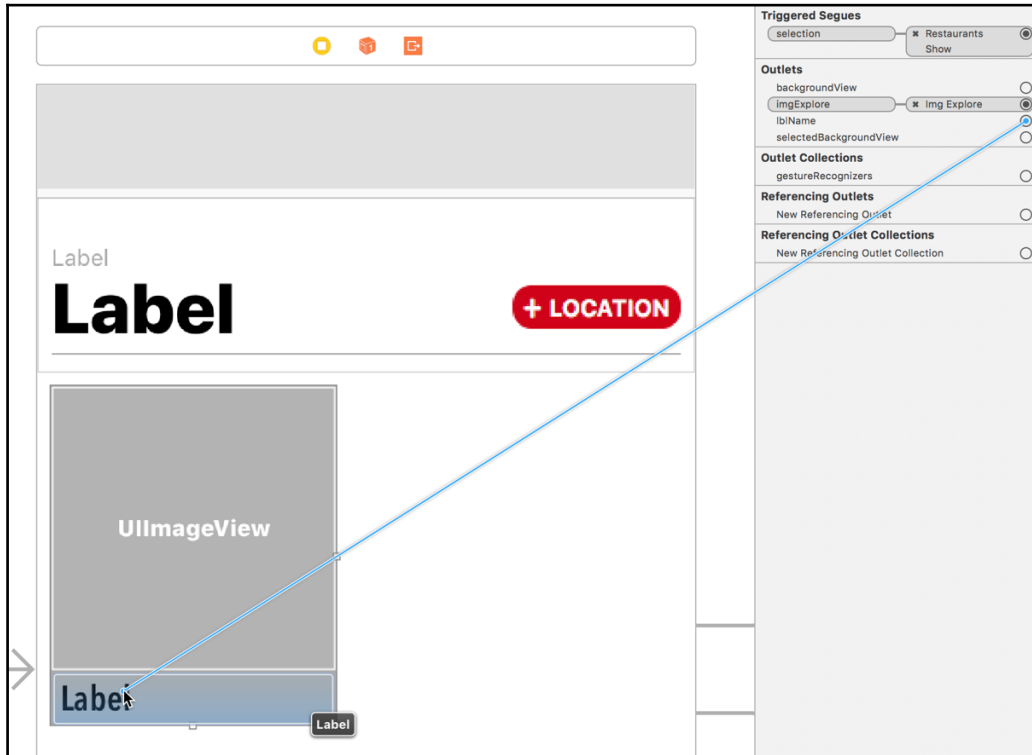 Triggered Segues
selection
Restaurants
Show
Outlets
backgroundView
imgExplore
Img Explore
lblName
selectedBackgroundView
Outlet Collections
gestureRecognizers
Referencing Outlets
New Referencing Outlet
Referencing Outlet Collections
New Referencing Outlet Collection
Label
Label
+ LOCATION
UIImageView
Label
Label